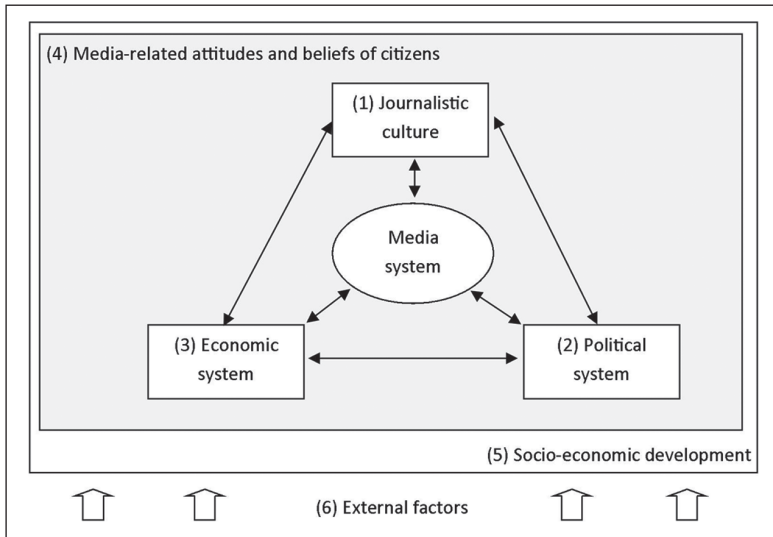 (4) Media-related attitudes and beliefs of citizens
(1) Journalistic
culture
Media
system
(3) Economic
system
(2) Political
system
(5) Socio-economic development
(6) External factors